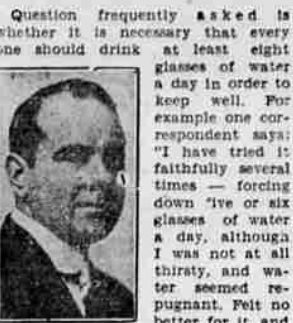 Question frequently asked is
whether it is necessary that every
one should drink at least eight
glasses of water
a day in order to
keep well. For
example one cor-
respondent says:
"I have tried it
faithfully several
times — forcing
down five or six
glasses of water
a day, although
I was not at all
thirsty, and wa-
ter seemed re-
pugnant. Felt no
better for it and